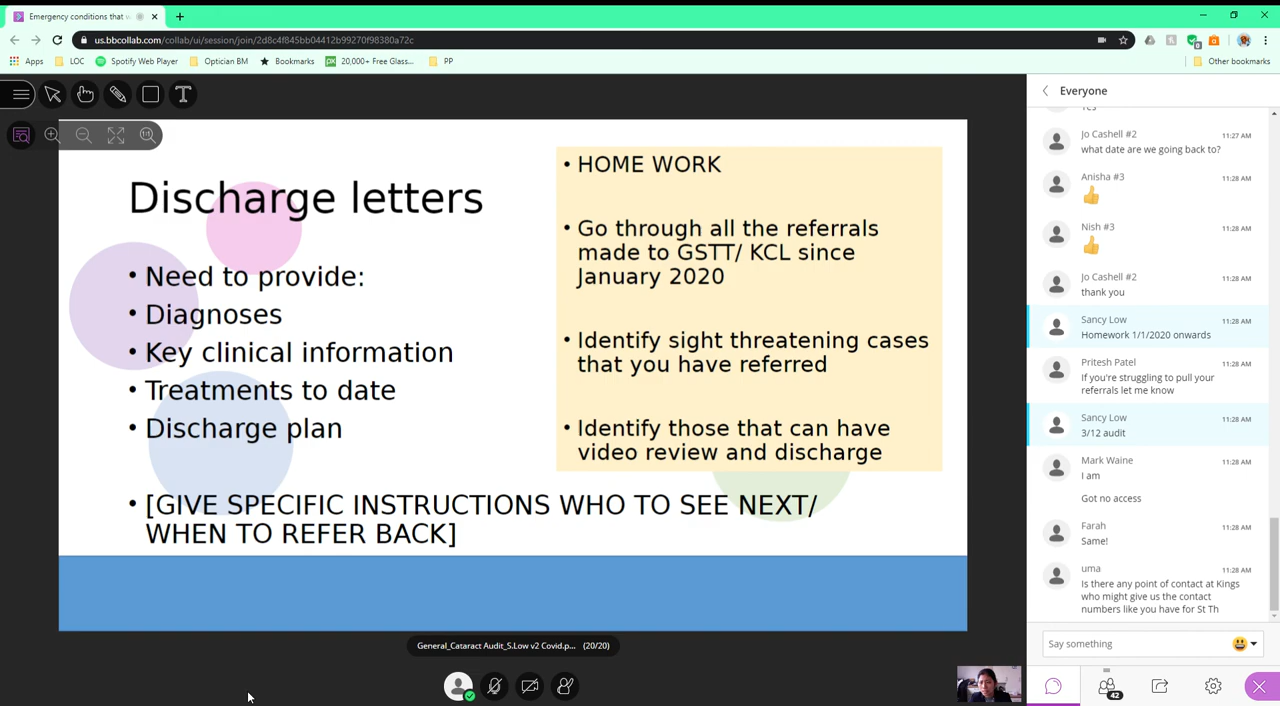 Emergency conditions that
us.bbcollab.com/collab/ui/session/join/2d8c4f845bb04412b99270f98380a72c
Apps
LOC
Spotify Web Player
Optician BM
Bookmarks
PX
20,000+ Free Glass...
PP
Other bookmarks
T
1:1
Discharge letters
• Need to provide:
• Diagnoses
• Key clinical information
• Treatments to date
• Discharge plan
• [GIVE SPECIFIC INSTRUCTIONS WHO TO SEE NEXT/
WHEN TO REFER BACK]
• HOME WORK
• Go through all the referrals
made to GSTT/ KCL since
January 2020
• Identify sight threatening cases
that you have referred
• Identify those that can have
video review and discharge
General_Cataract Audit_S.Low v2 Covid.p... (20/20)
Everyone
Yes
Jo Cashell #2
11:27 AM
what date are we going back to?
Anisha #3
11:28 AM
👍
Nish #3
11:28 AM
👍
Jo Cashell #2
11:28 AM
thank you
Sancy Low
11:28 AM
Homework 1/1/2020 onwards
Pritesh Patel
11:28 AM
If you're struggling to pull your
referrals let me know
Sancy Low
11:28 AM
3/12 audit
Mark Waine
11:28 AM
I am
Got no access
Farah
11:28 AM
Same!
uma
11:28 AM
Is there any point of contact at Kings
who might give us the contact
numbers like you have for St Th
Say something
42